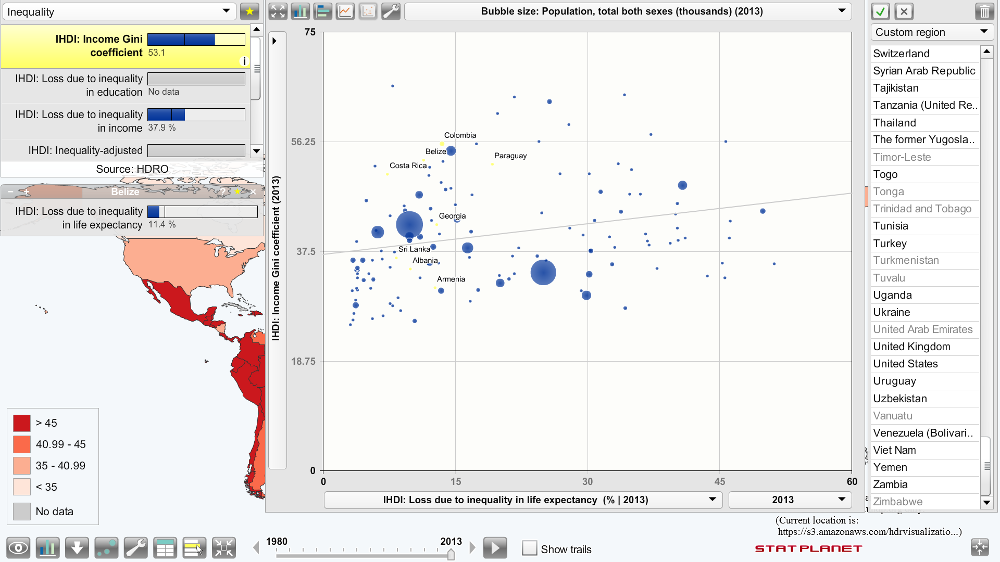 Inequality
IHDI: Income Gini
coefficient
53.1
i
IHDI: Loss due to inequality
in education
No data
IHDI: Loss due to inequality
in income
37.9 %
IHDI: Inequality-adjusted
Source: HDRO
− + Belize ? ×
IHDI: Loss due to inequality
in life expectancy
11.4 %
> 45
40.99 - 45
35 - 40.99
< 35
No data
Bubble size: Population, total both sexes (thousands) (2013)
IHDI: Income Gini coefficient (2013)
75
56.25
37.5
18.75
0
Colombia
Belize
Paraguay
Costa Rica
Georgia
Sri Lanka
Albania
Armenia
0 15 30 45 60
IHDI: Loss due to inequality in life expectancy (% | 2013)
2013
Custom region
Switzerland
Syrian Arab Republic
Tajikistan
Tanzania (United Re..
Thailand
The former Yugosla..
Timor-Leste
Togo
Tonga
Trinidad and Tobago
Tunisia
Turkey
Turkmenistan
Tuvalu
Uganda
Ukraine
United Arab Emirates
United Kingdom
United States
Uruguay
Uzbekistan
Vanuatu
Venezuela (Bolivari..
Viet Nam
Yemen
Zambia
Zimbabwe
(Current location is:
https://s3.amazonaws.com/hdrvisualizatio...)
1980 2013
Show trails
STATPLANET